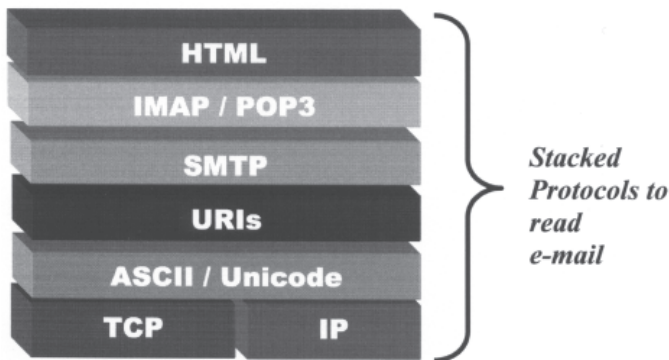 HTML
IMAP / POP3
SMTP
URIs
ASCII / Unicode
TCP IP
Stacked
Protocols to
read
e-mail